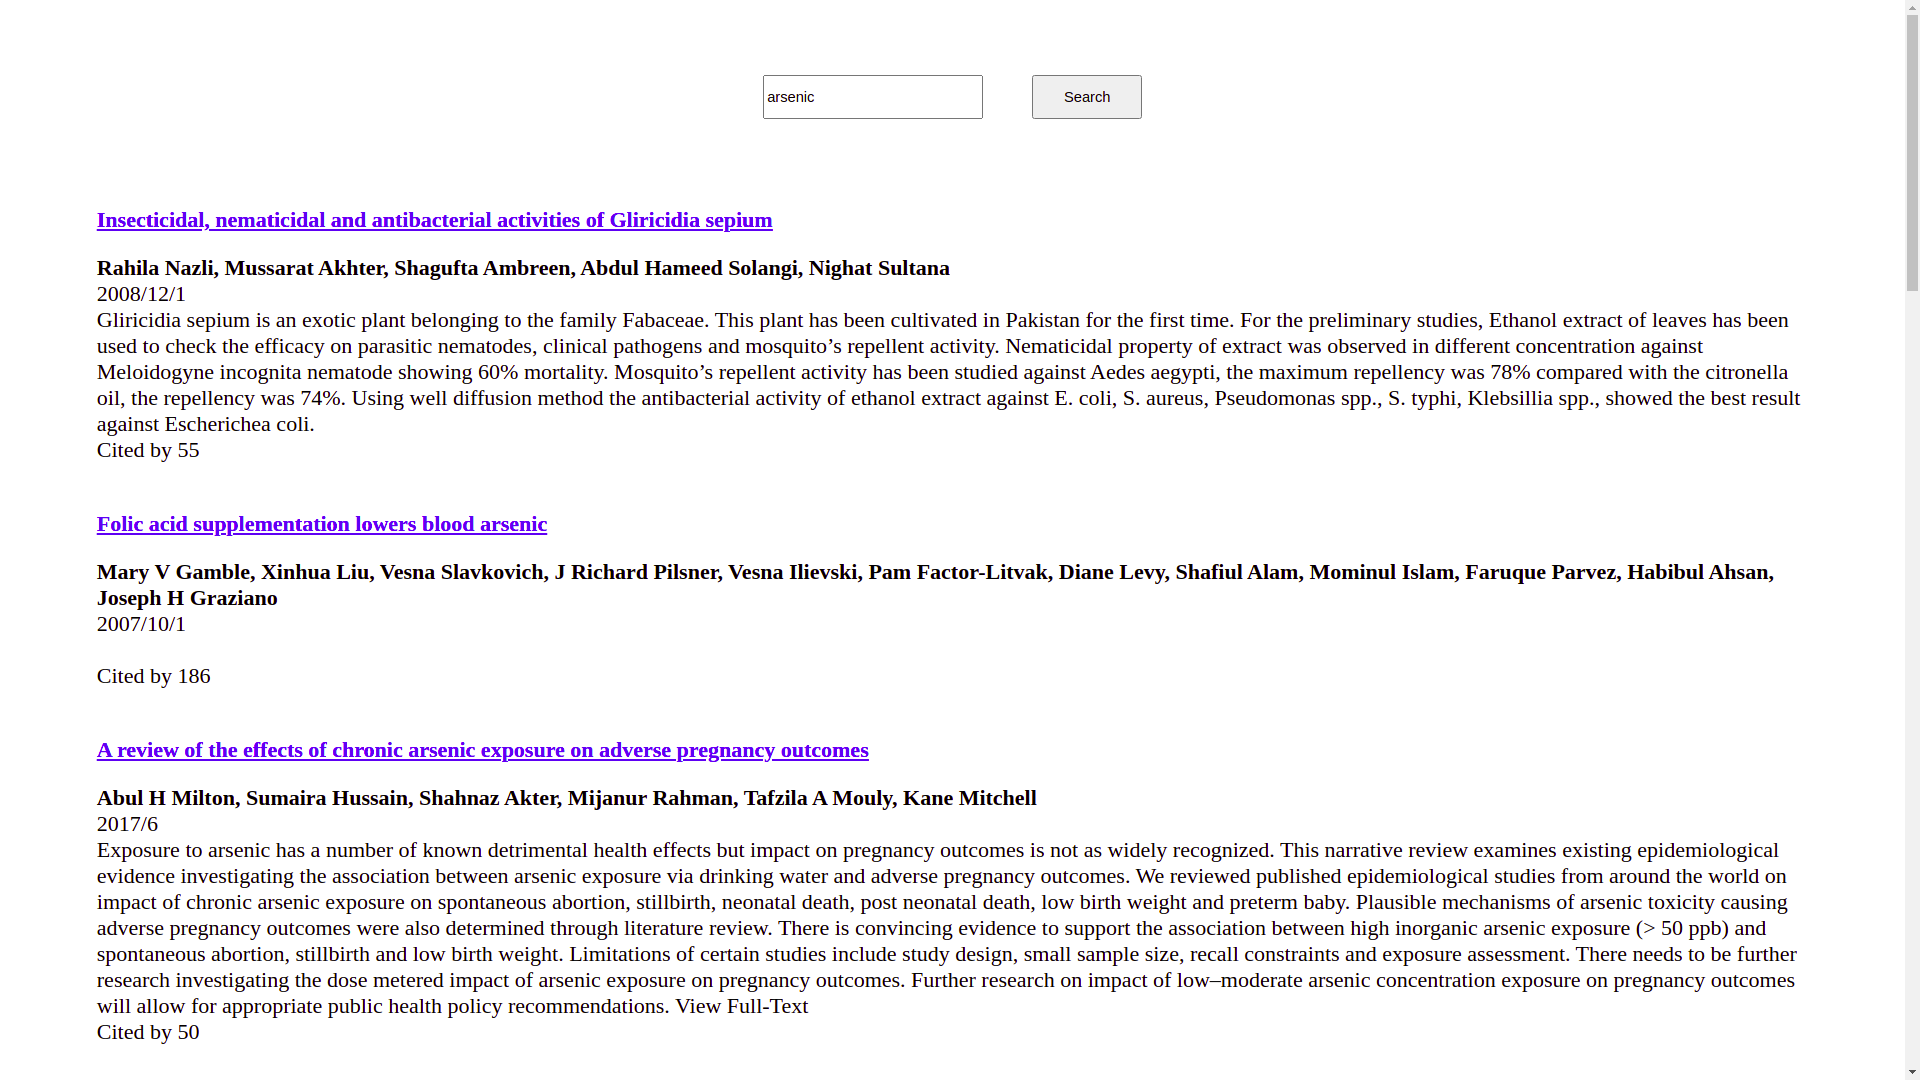 arsenic
Search
Insecticidal, nematicidal and antibacterial activities of Gliricidia sepium
Rahila Nazli, Mussarat Akhter, Shagufta Ambreen, Abdul Hameed Solangi, Nighat Sultana
2008/12/1
Gliricidia sepium is an exotic plant belonging to the family Fabaceae. This plant has been cultivated in Pakistan for the first time. For the preliminary studies, Ethanol extract of leaves has been
used to check the efficacy on parasitic nematodes, clinical pathogens and mosquito’s repellent activity. Nematicidal property of extract was observed in different concentration against
Meloidogyne incognita nematode showing 60% mortality. Mosquito’s repellent activity has been studied against Aedes aegypti, the maximum repellency was 78% compared with the citronella
oil, the repellency was 74%. Using well diffusion method the antibacterial activity of ethanol extract against E. coli, S. aureus, Pseudomonas spp., S. typhi, Klebsillia spp., showed the best result
against Escherichea coli.
Cited by 55
Folic acid supplementation lowers blood arsenic
Mary V Gamble, Xinhua Liu, Vesna Slavkovich, J Richard Pilsner, Vesna Ilievski, Pam Factor-Litvak, Diane Levy, Shafiul Alam, Mominul Islam, Faruque Parvez, Habibul Ahsan,
Joseph H Graziano
2007/10/1
Cited by 186
A review of the effects of chronic arsenic exposure on adverse pregnancy outcomes
Abul H Milton, Sumaira Hussain, Shahnaz Akter, Mijanur Rahman, Tafzila A Mouly, Kane Mitchell
2017/6
Exposure to arsenic has a number of known detrimental health effects but impact on pregnancy outcomes is not as widely recognized. This narrative review examines existing epidemiological
evidence investigating the association between arsenic exposure via drinking water and adverse pregnancy outcomes. We reviewed published epidemiological studies from around the world on
impact of chronic arsenic exposure on spontaneous abortion, stillbirth, neonatal death, post neonatal death, low birth weight and preterm baby. Plausible mechanisms of arsenic toxicity causing
adverse pregnancy outcomes were also determined through literature review. There is convincing evidence to support the association between high inorganic arsenic exposure (> 50 ppb) and
spontaneous abortion, stillbirth and low birth weight. Limitations of certain studies include study design, small sample size, recall constraints and exposure assessment. There needs to be further
research investigating the dose metered impact of arsenic exposure on pregnancy outcomes. Further research on impact of low–moderate arsenic concentration exposure on pregnancy outcomes
will allow for appropriate public health policy recommendations. View Full-Text
Cited by 50